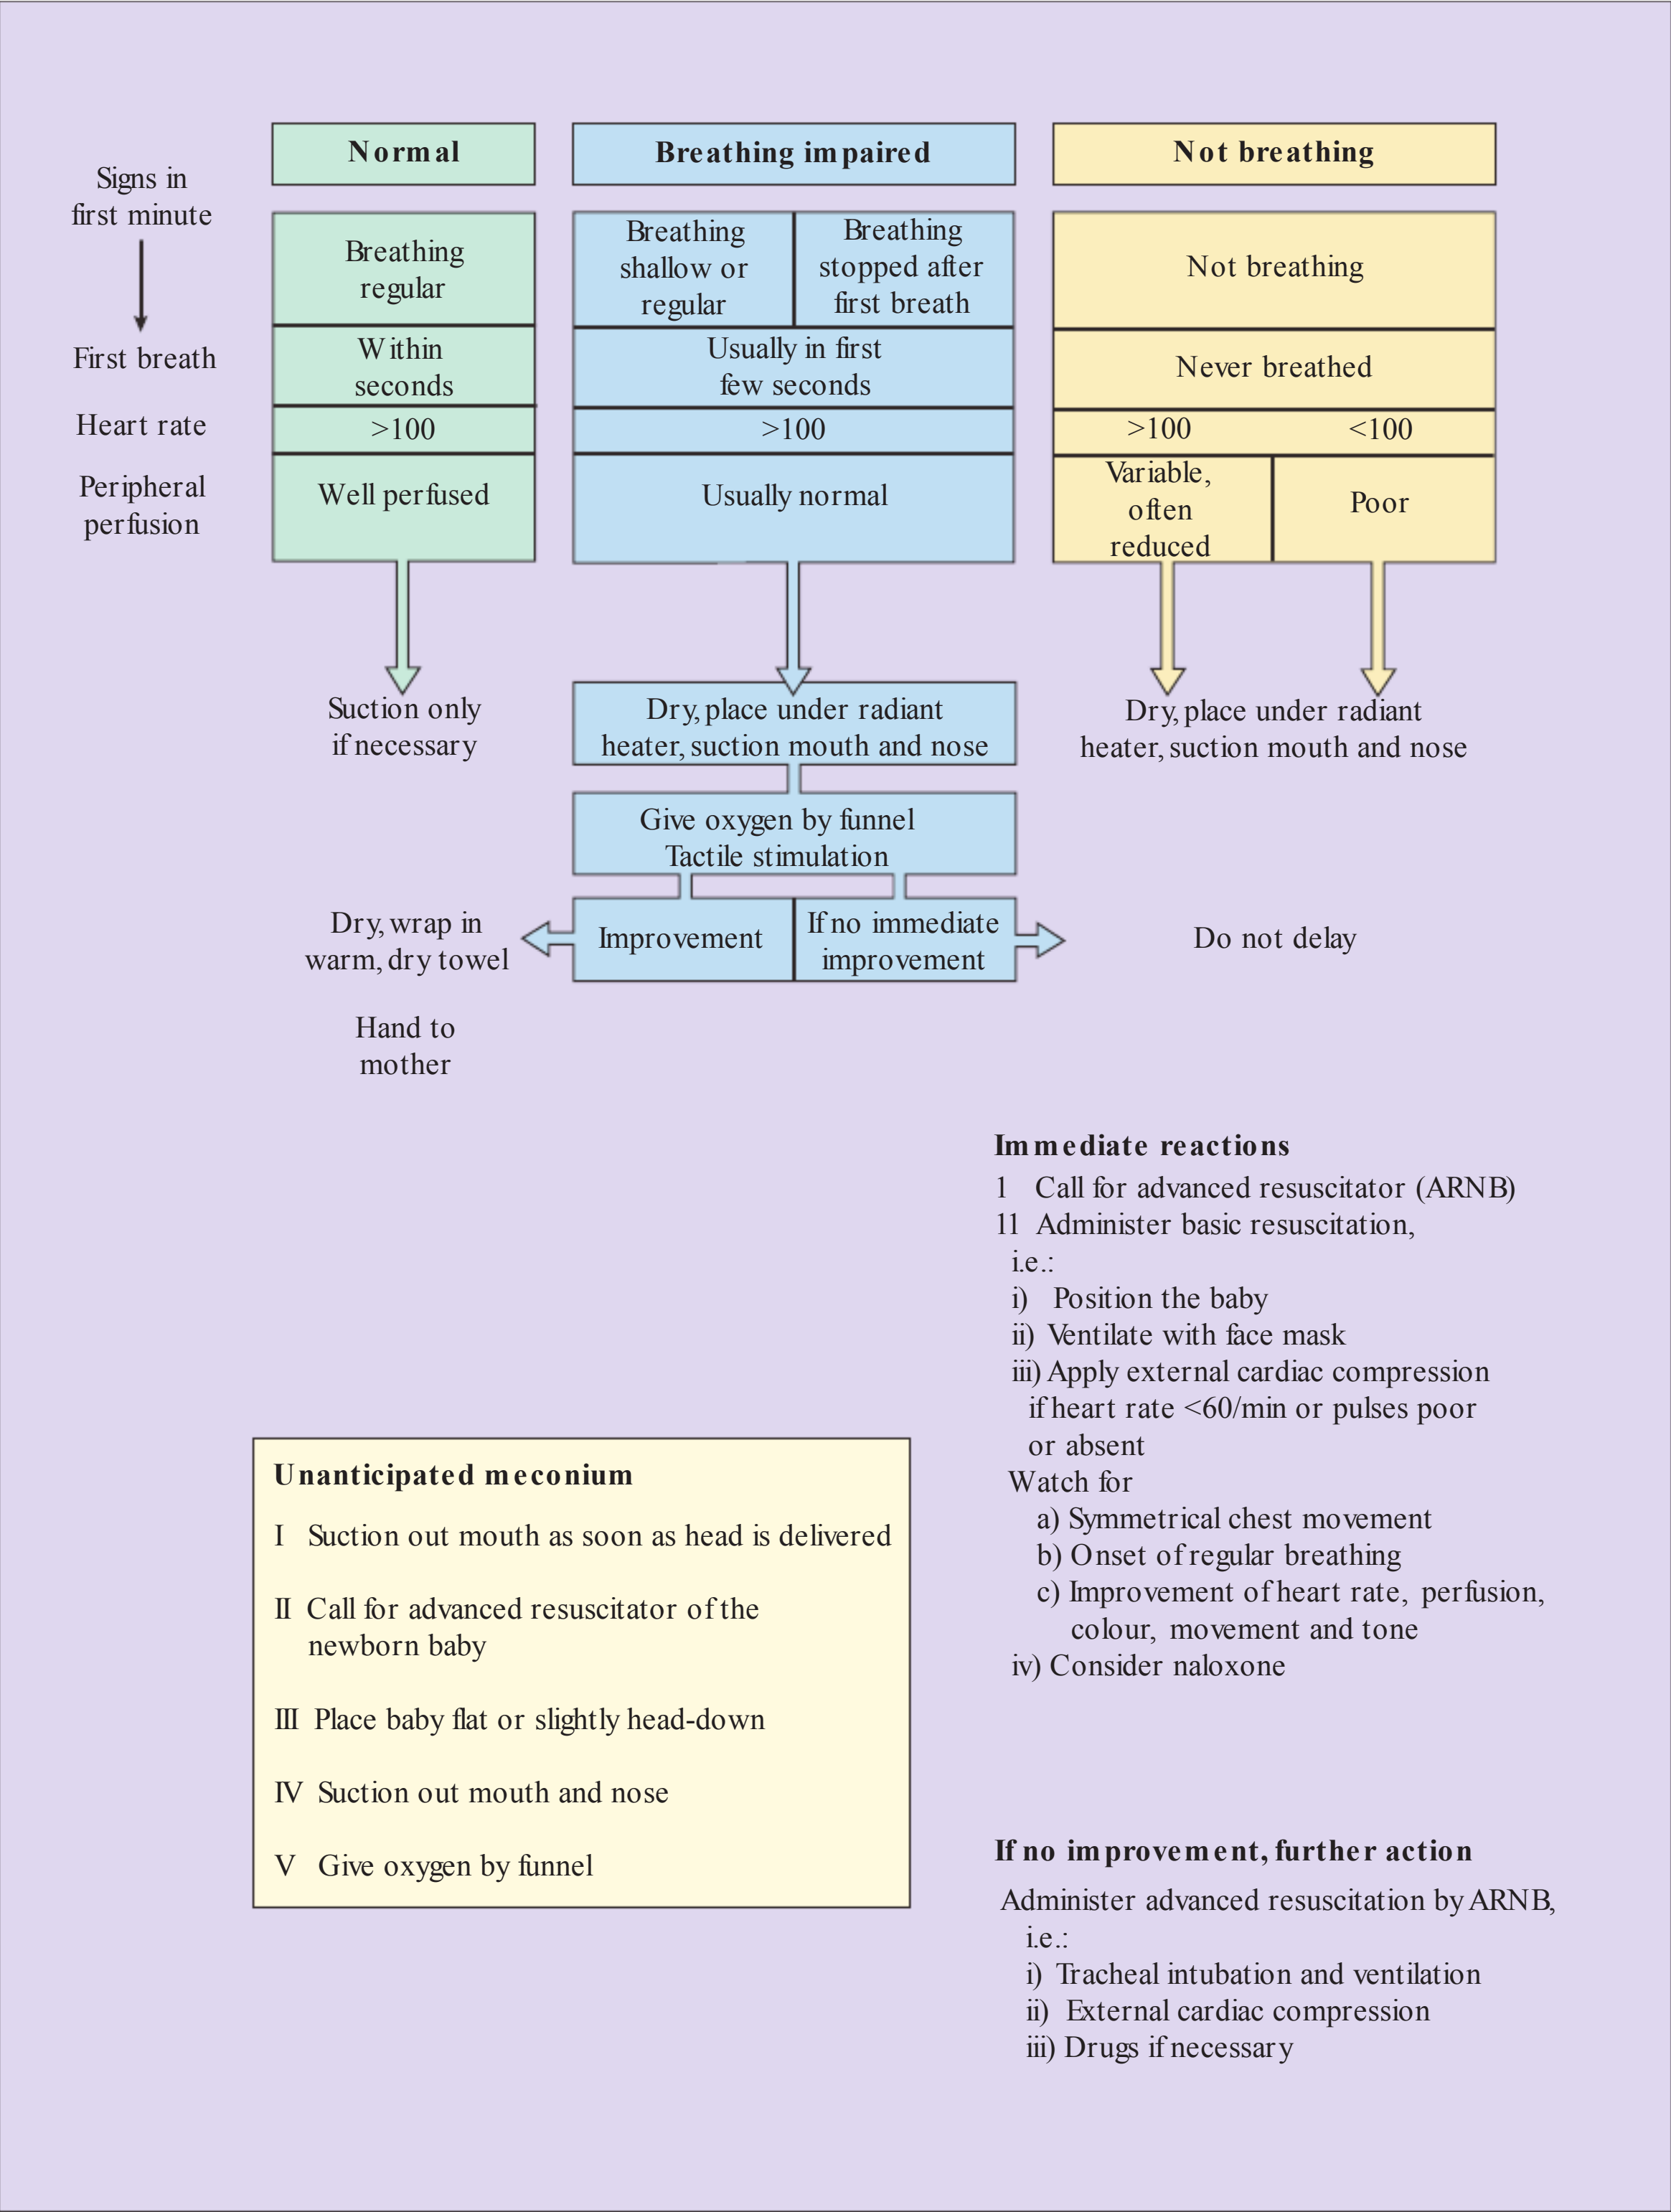 Normal
Breathing impaired
Not breathing
Signs in
first minute
Breathing
regular
Breathing
shallow or
regular
Breathing
stopped after
first breath
Not breathing
First breath
Within
seconds
Usually in first
few seconds
Never breathed
Heart rate
>100
>100
>100
<100
Peripheral
perfusion
Well perfused
Usually normal
Variable,
often
reduced
Poor
Suction only
if necessary
Dry, place under radiant
heater, suction mouth and nose
Dry, place under radiant
heater, suction mouth and nose
Give oxygen by funnel
Tactile stimulation
Dry, wrap in
warm, dry towel
Improvement
If no immediate
improvement
Do not delay
Hand to
mother
Immediate reactions
1 Call for advanced resuscitator (ARNB)
11 Administer basic resuscitation,
i.e.:
i) Position the baby
ii) Ventilate with face mask
iii) Apply external cardiac compression
if heart rate <60/min or pulses poor
or absent
Watch for
a) Symmetrical chest movement
b) Onset of regular breathing
c) Improvement of heart rate, perfusion,
colour, movement and tone
iv) Consider naloxone
Unanticipated meconium
I Suction out mouth as soon as head is delivered
II Call for advanced resuscitator of the
newborn baby
III Place baby flat or slightly head-down
IV Suction out mouth and nose
V Give oxygen by funnel
If no improvement, further action
Administer advanced resuscitation by ARNB,
i.e.:
i) Tracheal intubation and ventilation
ii) External cardiac compression
iii) Drugs if necessary